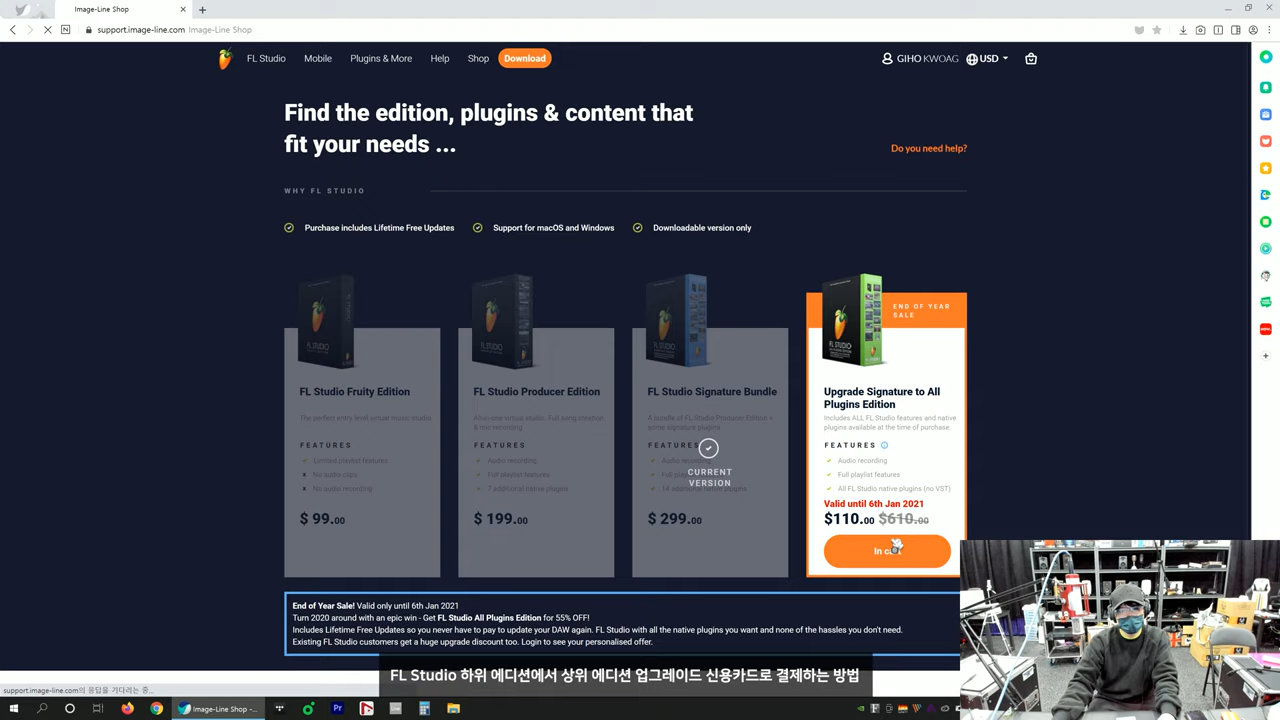 Image-Line Shop
support.image-line.com Image-Line Shop
FL Studio Mobile Plugins & More Help Shop Download
GIHO KWOAG USD
Find the edition, plugins & content that
fit your needs ...
Do you need help?
WHY FL STUDIO
Purchase includes Lifetime Free Updates Support for macOS and Windows Downloadable version only
END OF YEAR
SALE
FL Studio Fruity Edition
The perfect entry level virtual music studio.
FEATURES
Limited playlist features
No audio clips
No audio recording
$ 99.00
FL Studio Producer Edition
All-in-one virtual studio. Full song creation
& mic recording.
FEATURES
Audio recording
Full playlist features
7 additional native plugins
$ 199.00
FL Studio Signature Bundle
A bundle of FL Studio Producer Edition +
some signature plugins
FEATURES
Audio recording
Full
14 additional native plugins
CURRENT
VERSION
$ 299.00
Upgrade Signature to All
Plugins Edition
Includes ALL FL Studio features and native
plugins available at the time of purchase.
FEATURES
Audio recording
Full playlist features
All FL Studio native plugins (no VST)
Valid until 6th Jan 2021
$110.00 $610.00
In
End of Year Sale! Valid only until 6th Jan 2021
Turn 2020 around with an epic win - Get FL Studio All Plugins Edition for 55% OFF!
Includes Lifetime Free Updates so you never have to pay to update your DAW again. FL Studio with all the native plugins you want and none of the hassles you don't need.
Existing FL Studio customers get a huge upgrade discount too. Login to see your personalised offer.
FL Studio 하위 에디션에서 상위 에디션 업그레이드 신용카드로 결제하는 방법
support.image-line.com의 응답을 기다리는 중...
Image-Line Shop -...